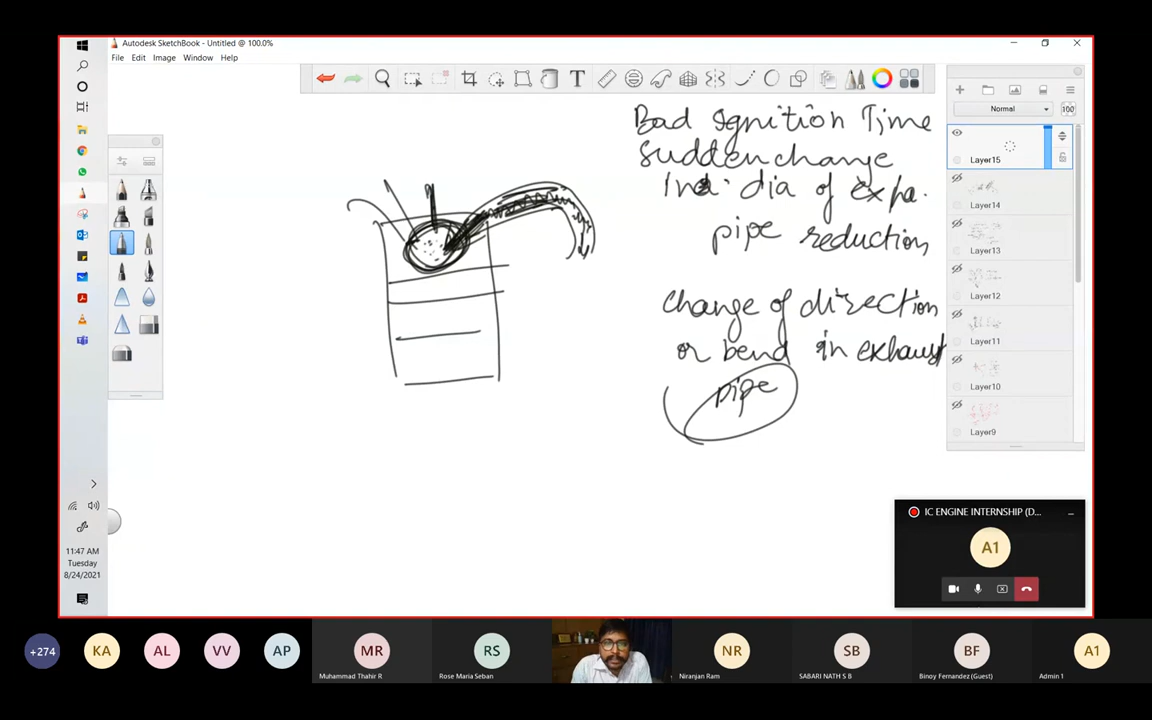 Autodesk SketchBook - Untitled @ 100.0%
File Edit Image Window Help
Normal
100
Layer15
Layer14
Layer13
Layer12
Layer11
Layer10
Layer9
Bad Ignition Time
sudden change
dia of
pipe reduction
change of direction
or bend in exhaust
pipe
11:47 AM
Tuesday
8/24/2021
IC ENGINE INTERNSHIP (D...
A1
+274
KA
AL
VV
AP
MR
Muhammad Thahir R
RS
Rose Maria Seban
NR
Niranjan Ram
SB
SABARI NATH S B
BF
Binoy Fernandez (Guest)
A1
Admin 1